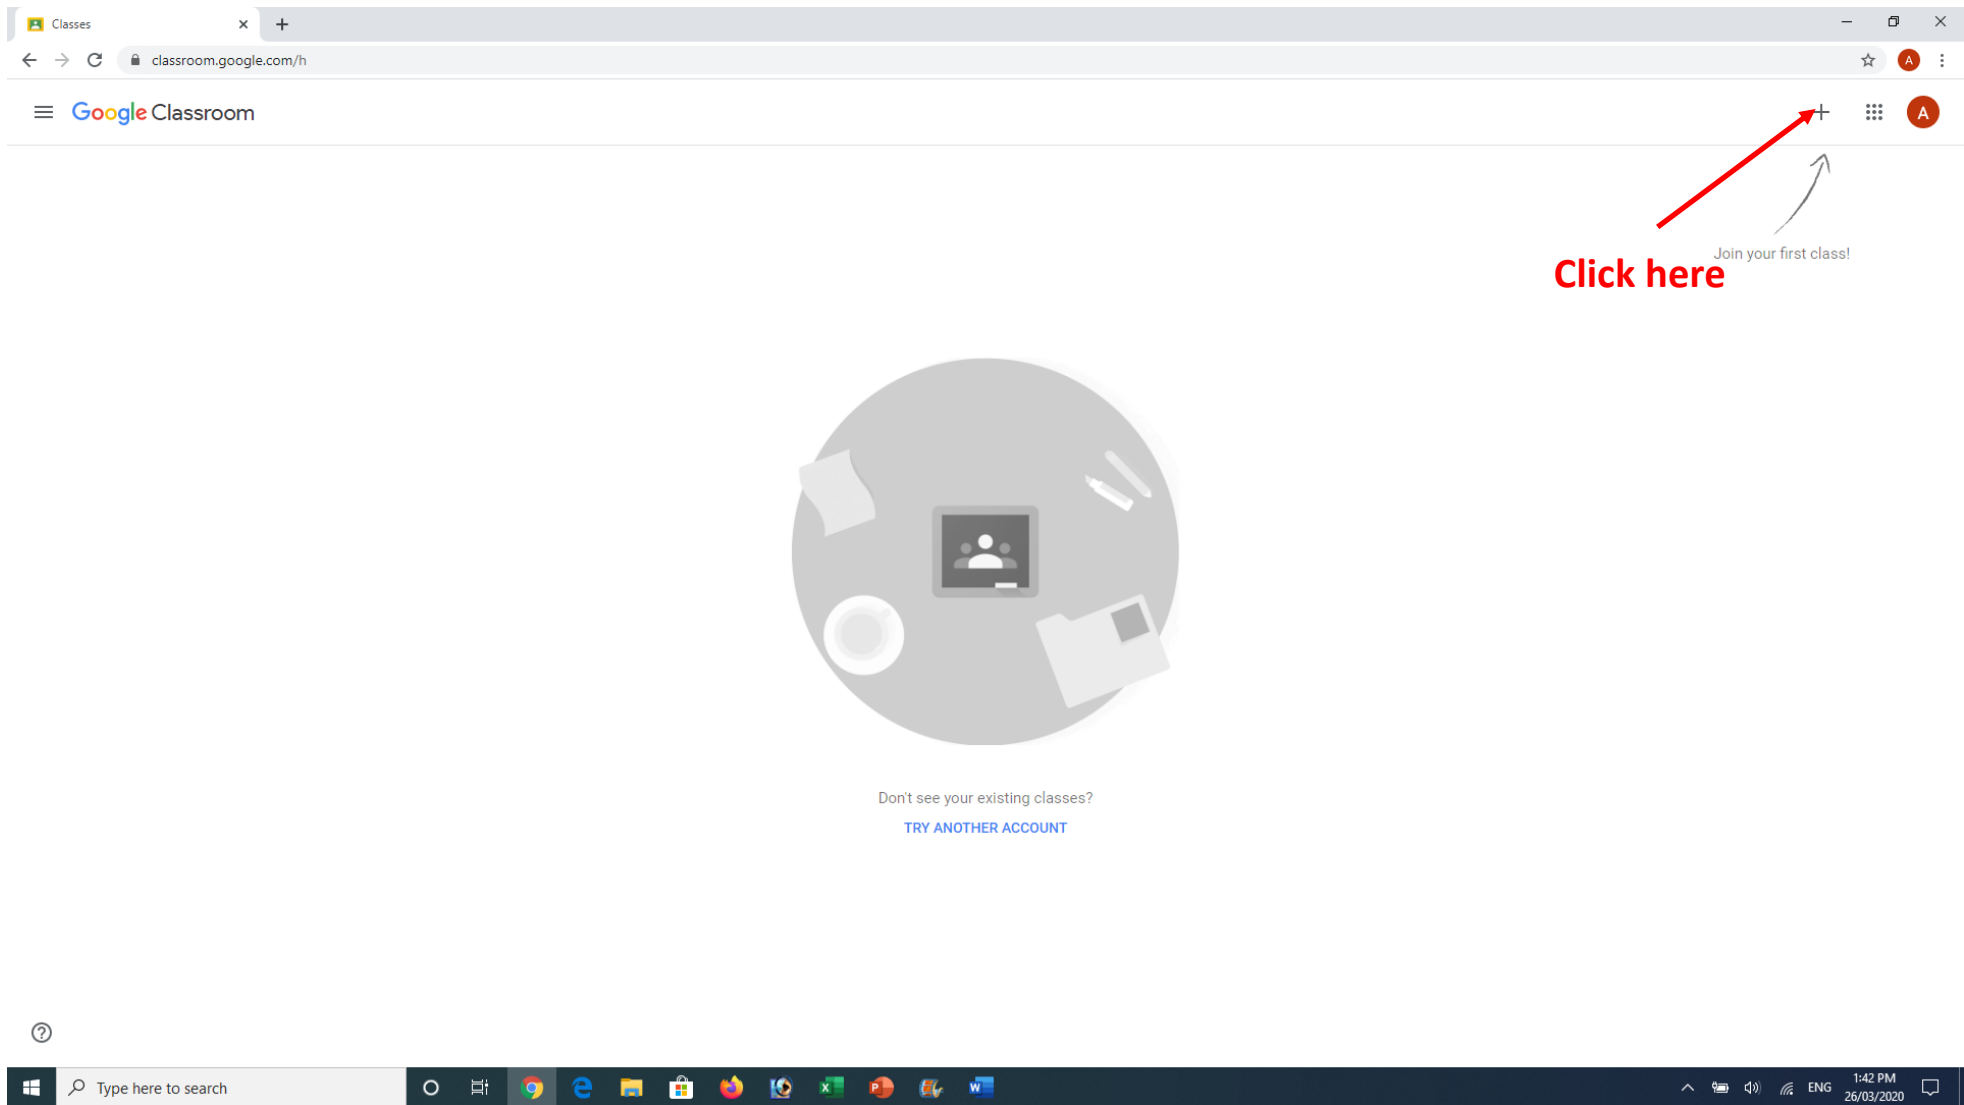 Classes
classroom.google.com/h
A
Google Classroom
A
Join your first class!
Click here
Don't see your existing classes?
TRY ANOTHER ACCOUNT
Type here to search
ENG
1:42 PM
26/03/2020